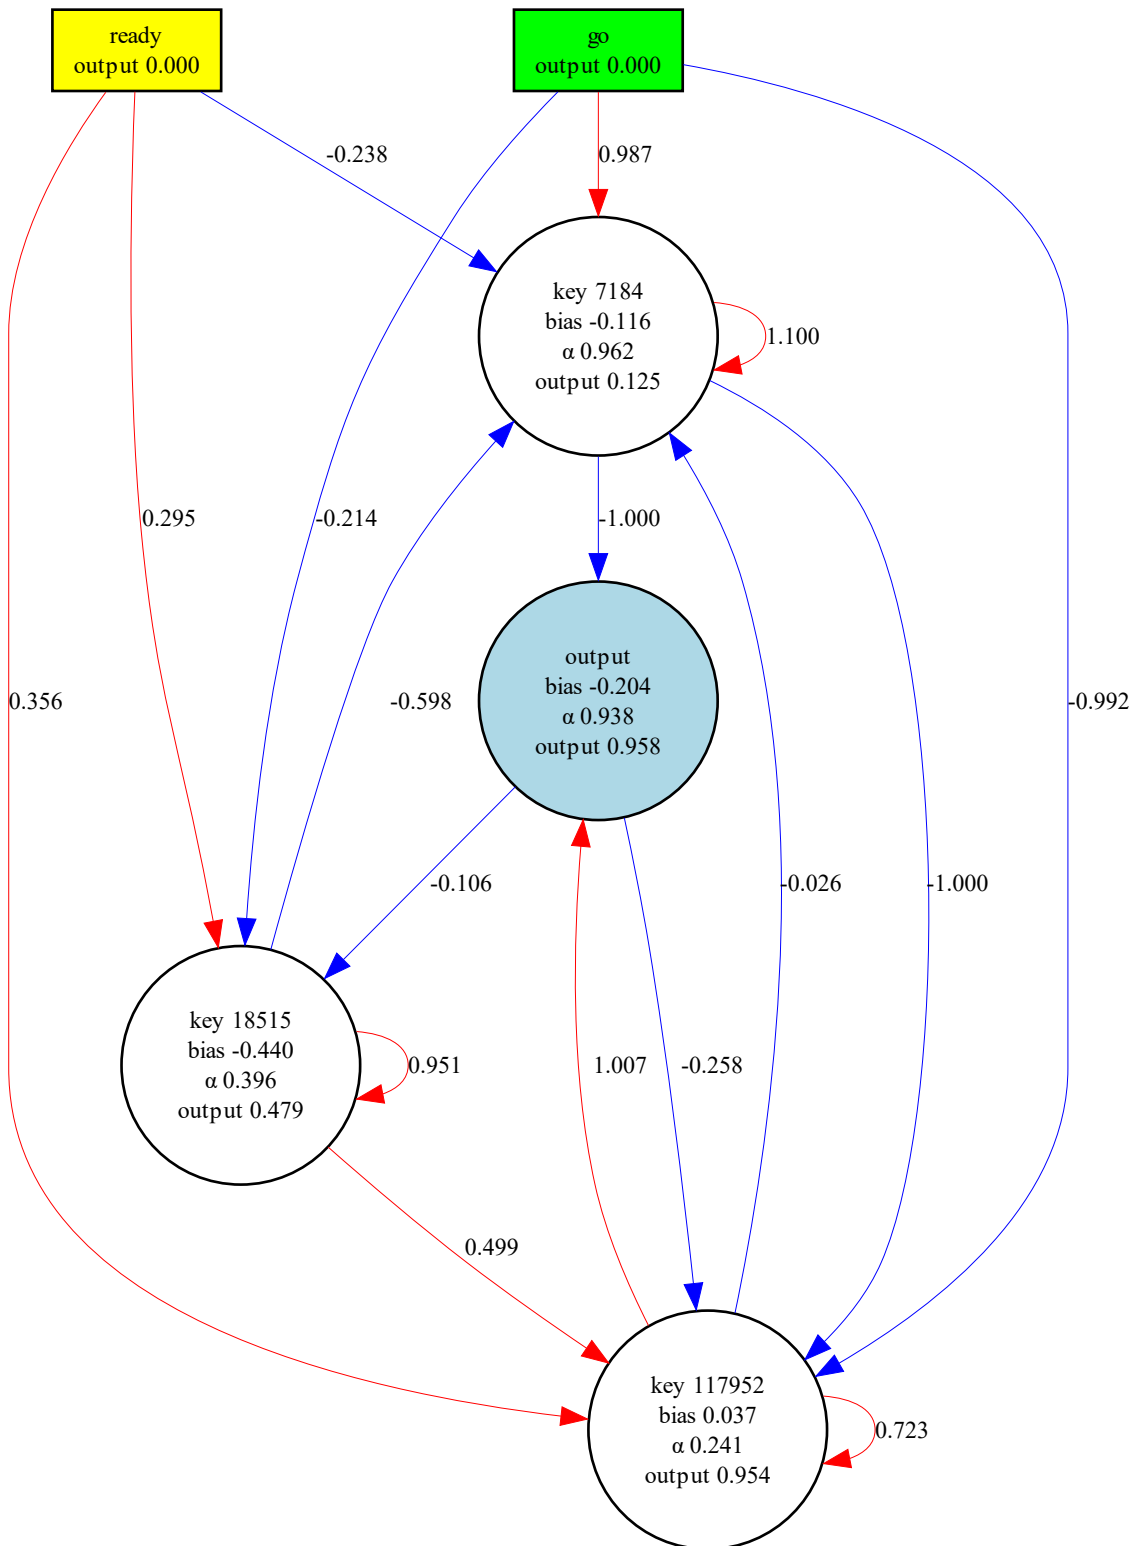 ready
output 0.000
go
output 0.000
-0.238
0.987
key 7184
bias -0.116
α 0.962
output 0.125
1.100
0.295
-0.214
-1.000
output
bias -0.204
α 0.938
output 0.958
0.356
-0.598
-0.992
-0.106
-0.026
-1.000
key 18515
bias -0.440
α 0.396
output 0.479
0.951
1.007
-0.258
0.499
key 117952
bias 0.037
α 0.241
output 0.954
0.723